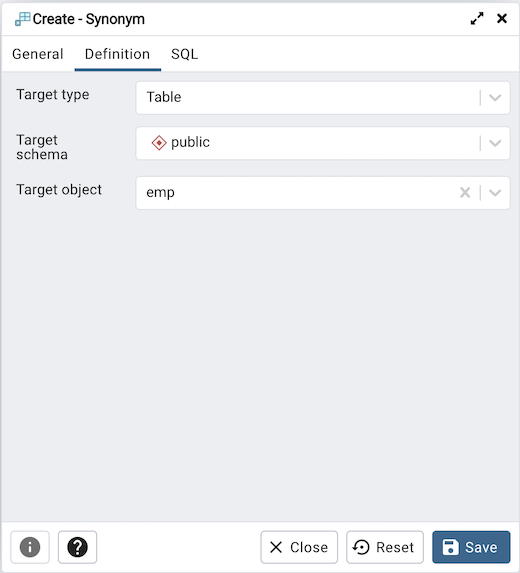 Create - Synonym
General Definition SQL
Target type Table
Target schema public
Target object emp
Close Reset Save